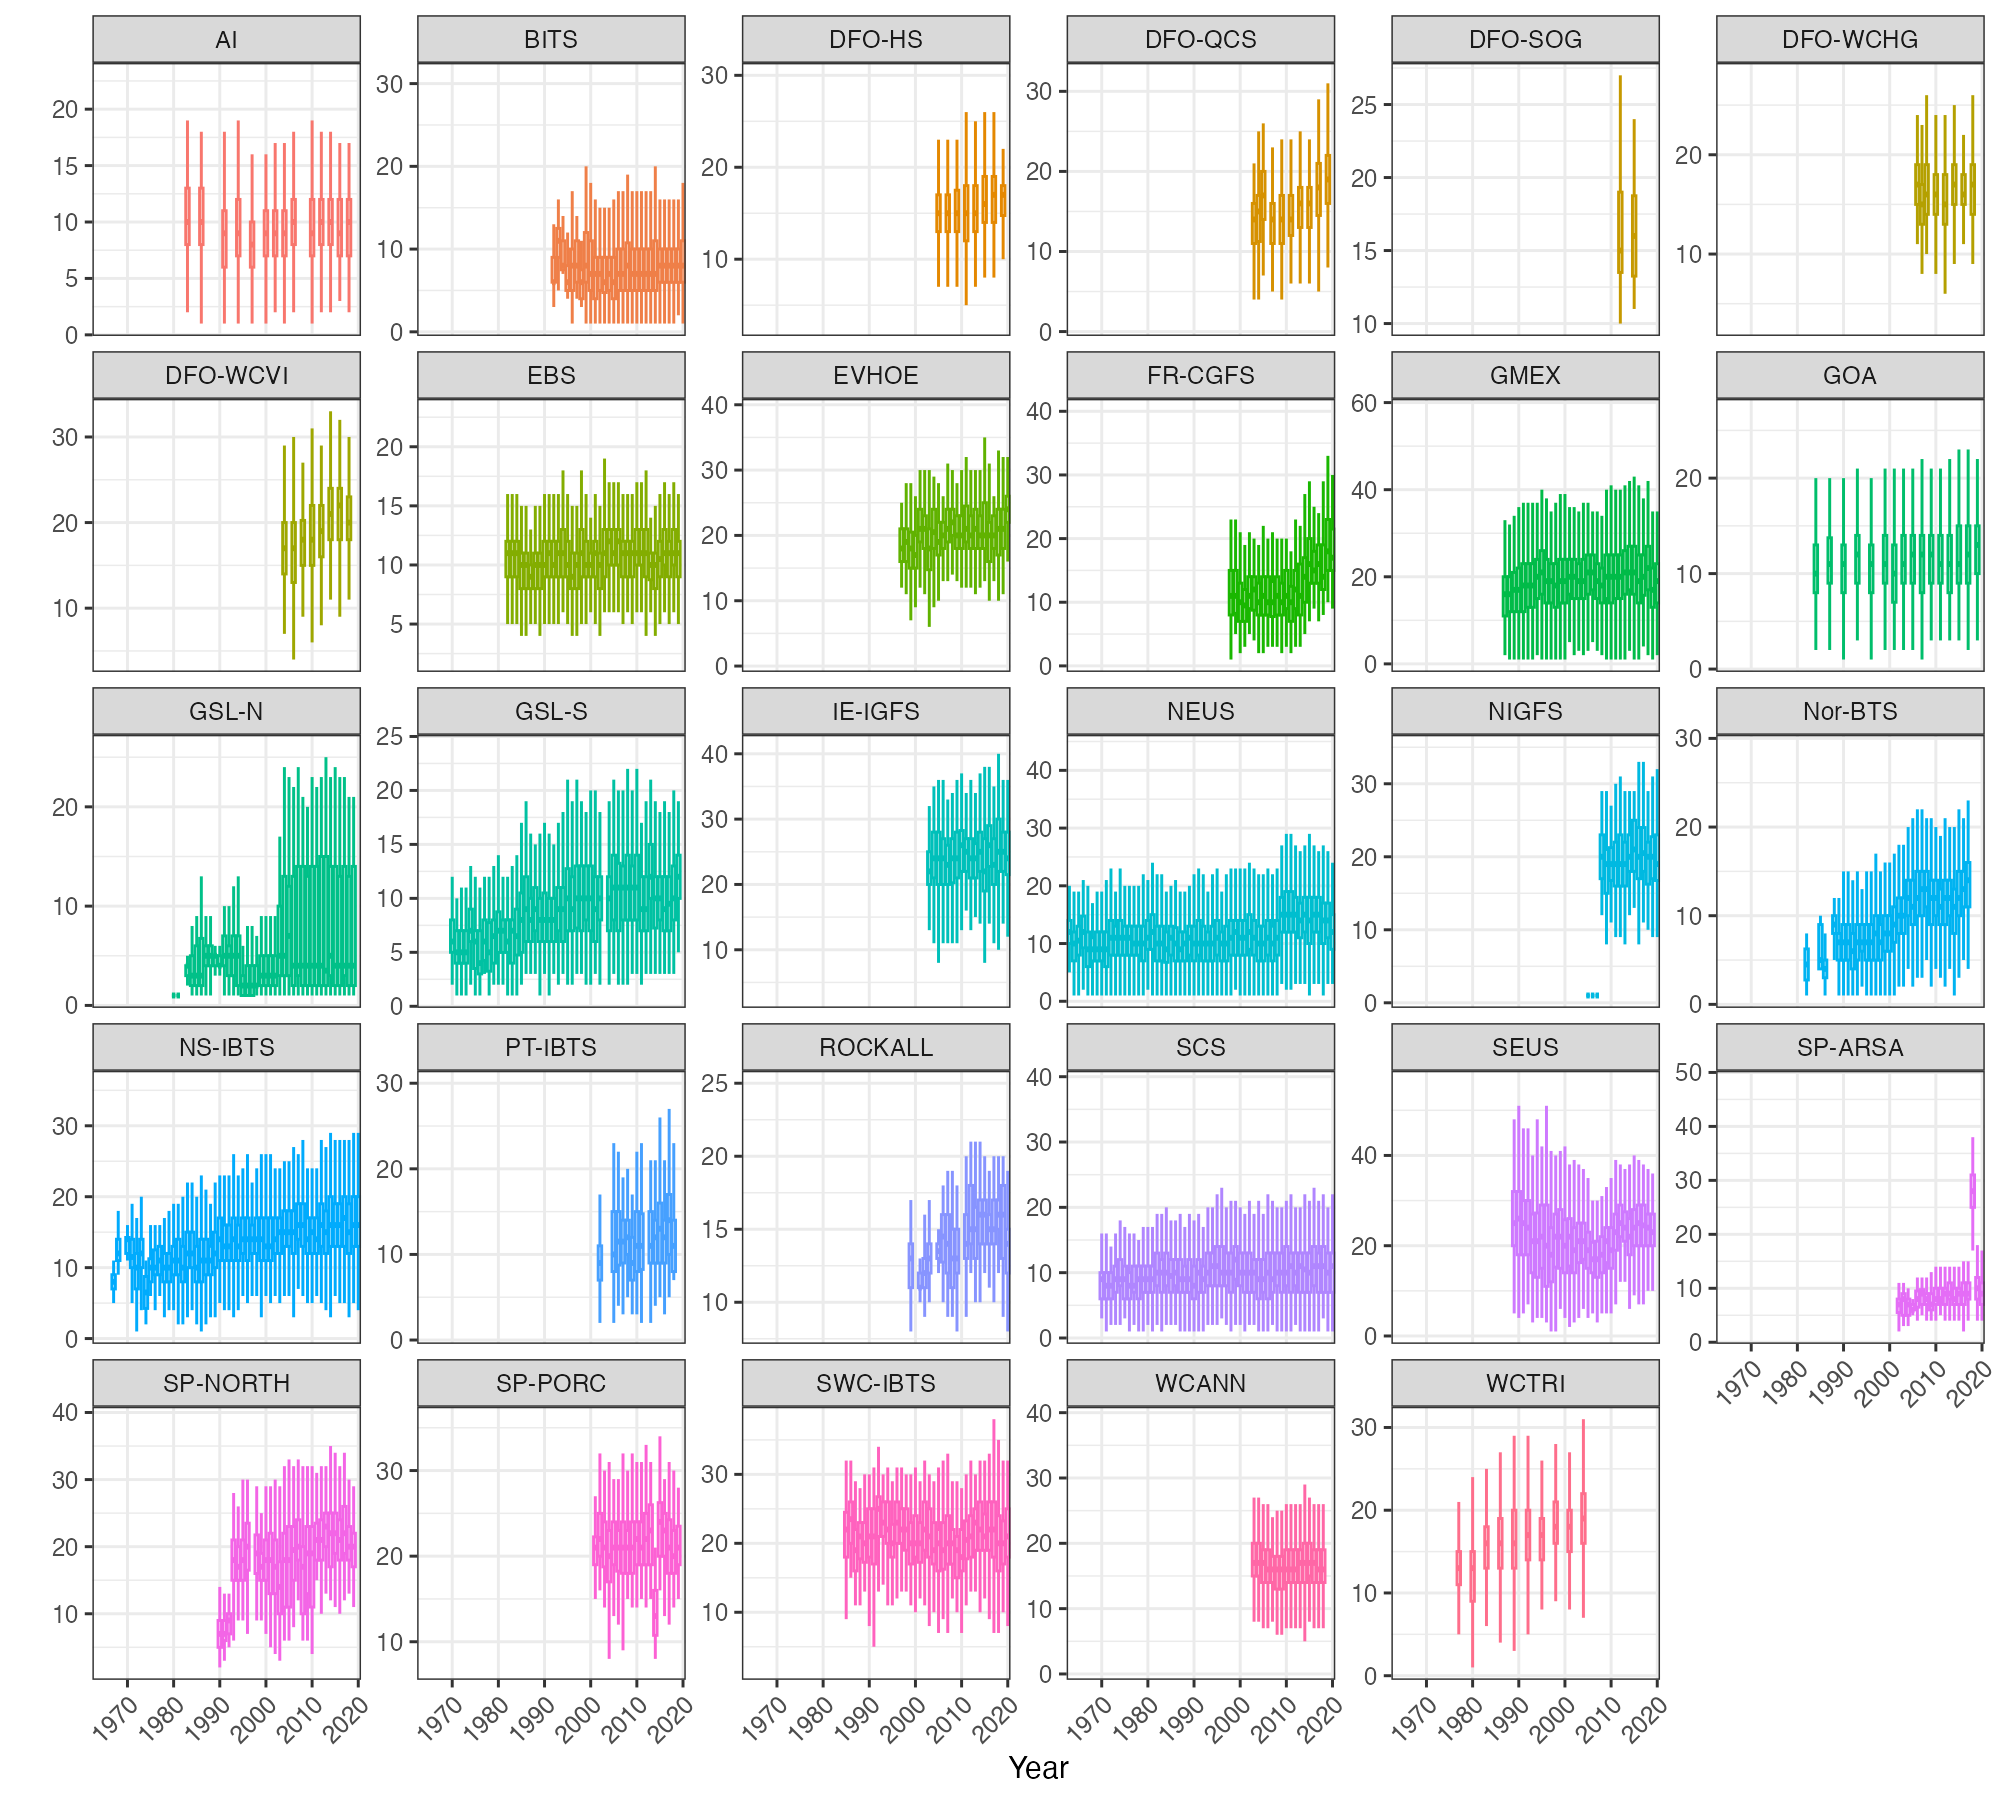 AI BITS DFO-HS DFO-QCS DFO-SOG DFO-WCHG
20 15 10 5 0
30 20 10 0
30 20 10
30 20 10 0
25 20 15 10
20 10
DFO-WCVI EBS EVHOE FR-CGFS GMEX GOA
30 20 10
20 15 10 5
40 30 20 10 0
40 30 20 10 0
60 40 20 0
20 10 0
GSL-N GSL-S IE-IGFS NEUS NIGFS Nor-BTS
20 10 0
25 20 15 10 5 0
40 30 20 10
40 30 20 10 0
30 20 10 0
30 20 10 0
NS-IBTS PT-IBTS ROCKALL SCS SEUS SP-ARSA
30 20 10 0
30 20 10 0
25 20 15 10
40 30 20 10 0
40 20 0
50 40 30 20 10 0
1970 1980 1990 2000 2010 2020
SP-NORTH SP-PORC SWC-IBTS WCANN WCTRI
40 30 20 10
30 20 10
30 20 10
40 30 20 10 0
30 20 10 0
1970 1980 1990 2000 2010 2020
1970 1980 1990 2000 2010 2020
1970 1980 1990 2000 2010 2020
1970 1980 1990 2000 2010 2020
1970 1980 1990 2000 2010 2020
Year